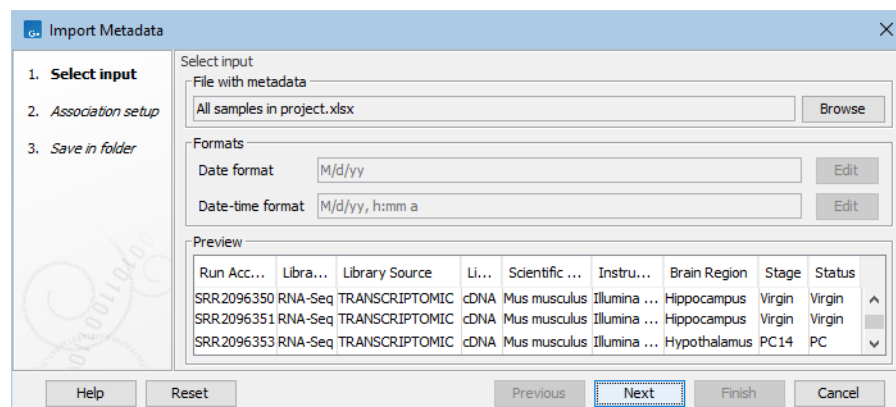 Import Metadata
1. Select input
2. Association setup
3. Save in folder
Select input
File with metadata
All samples in project.xlsx
Browse
Formats
Date format M/d/yy Edit
Date-time format M/d/yy, h:mm a Edit
Preview
Run Acc... Libra... Library Source Li... Scientific ... Instru... Brain Region Stage Status
SRR2096350 RNA-Seq TRANSCRIPTOMIC cDNA Mus musculus Illumina ... Hippocampus Virgin Virgin
SRR2096351 RNA-Seq TRANSCRIPTOMIC cDNA Mus musculus Illumina ... Hippocampus Virgin Virgin
SRR2096353 RNA-Seq TRANSCRIPTOMIC cDNA Mus musculus Illumina ... Hypothalamus PC14 PC
Help Reset Previous Next Finish Cancel